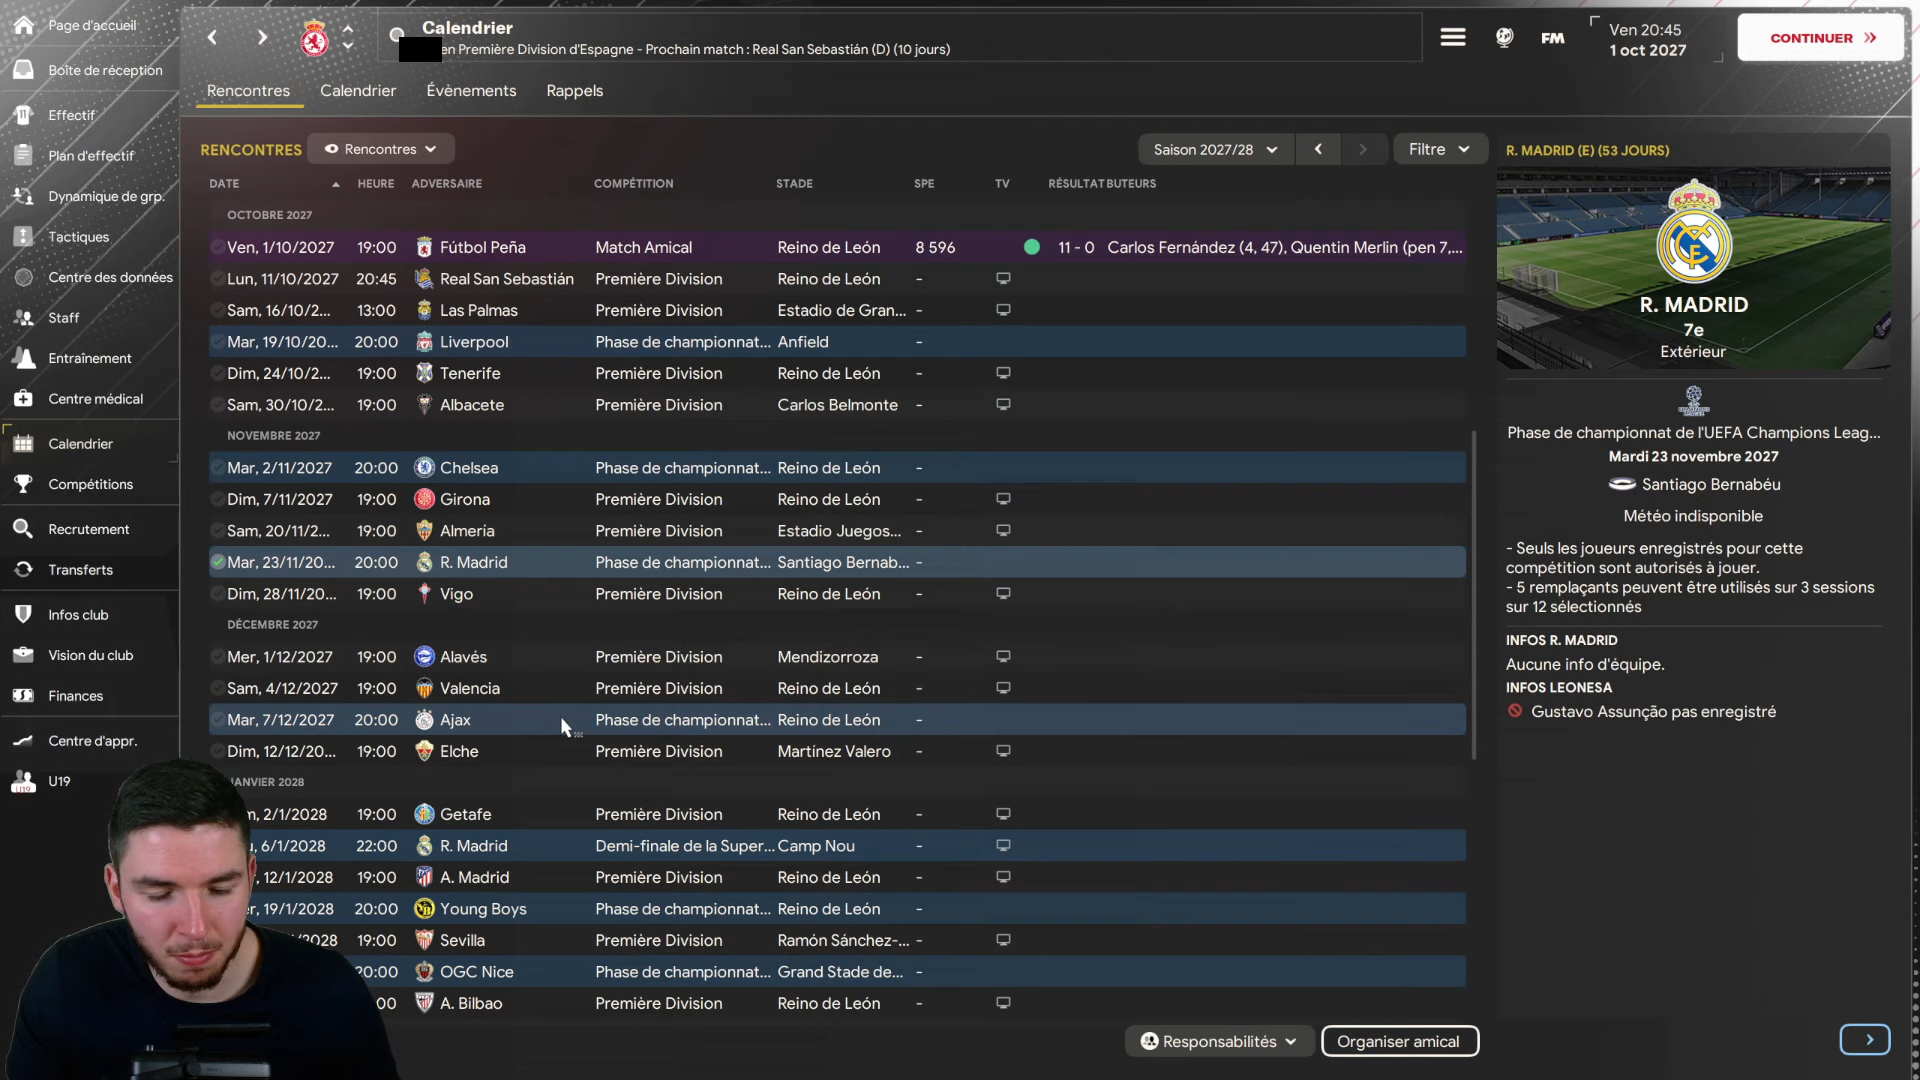 Page d'accueil
Boîte de réception
Effectif
Plan d'effectif
Dynamique de grp.
Tactiques
Centre des données
Staff
Entraînement
Centre médical
Calendrier
Compétitions
Recrutement
Transferts
Infos club
Vision du club
Finances
Centre d'appr.
U19
Calendrier
en Première Division d'Espagne - Prochain match : Real San Sebastián (D) (10 jours)
FM
Ven 20:45
1 oct 2027
CONTINUER
Rencontres Calendrier Évènements Rappels
RENCONTRES Rencontres Saison 2027/28 Filtre
DATE HEURE ADVERSAIRE COMPÉTITION STADE SPE TV RÉSULTAT BUTEURS
OCTOBRE 2027
Ven, 1/10/2027 19:00 Fútbol Peña Match Amical Reino de León 8 596 11 - 0 Carlos Fernández (4, 47), Quentin Merlin (pen 7,...
Lun, 11/10/2027 20:45 Real San Sebastián Première Division Reino de León -
Sam, 16/10/2... 13:00 Las Palmas Première Division Estadio de Gran... -
Mar, 19/10/20... 20:00 Liverpool Phase de championnat... Anfield -
Dim, 24/10/2... 19:00 Tenerife Première Division Reino de León -
Sam, 30/10/2... 19:00 Albacete Première Division Carlos Belmonte -
NOVEMBRE 2027
Mar, 2/11/2027 20:00 Chelsea Phase de championnat... Reino de León -
Dim, 7/11/2027 19:00 Girona Première Division Reino de León -
Sam, 20/11/2... 19:00 Almería Première Division Estadio Juegos... -
Mar, 23/11/20... 20:00 R. Madrid Phase de championnat... Santiago Bernab... -
Dim, 28/11/20... 19:00 Vigo Première Division Reino de León -
DÉCEMBRE 2027
Mer, 1/12/2027 19:00 Alavés Première Division Mendizorroza -
Sam, 4/12/2027 19:00 Valencia Première Division Reino de León -
Mar, 7/12/2027 20:00 Ajax Phase de championnat... Reino de León -
Dim, 12/12/20... 19:00 Elche Première Division Martínez Valero -
JANVIER 2028
2/1/2028 19:00 Getafe Première Division Reino de León -
6/1/2028 22:00 R. Madrid Demi-finale de la Super... Camp Nou -
12/1/2028 19:00 A. Madrid Première Division Reino de León -
19/1/2028 20:00 Young Boys Phase de championnat... Reino de León -
19:00 Sevilla Première Division Ramón Sánchez-... -
20:00 OGC Nice Phase de championnat... Grand Stade de... -
A. Bilbao Première Division Reino de León -
Responsabilités Organiser amical
R. MADRID (E) (53 JOURS)
R. MADRID
7e
Extérieur
Phase de championnat de l'UEFA Champions Leag...
Mardi 23 novembre 2027
Santiago Bernabéu
Météo indisponible
- Seuls les joueurs enregistrés pour cette
compétition sont autorisés à jouer.
- 5 remplaçants peuvent être utilisés sur 3 sessions
sur 12 sélectionnés
INFOS R. MADRID
Aucune info d'équipe.
INFOS LEONESA
Gustavo Assunção pas enregistré